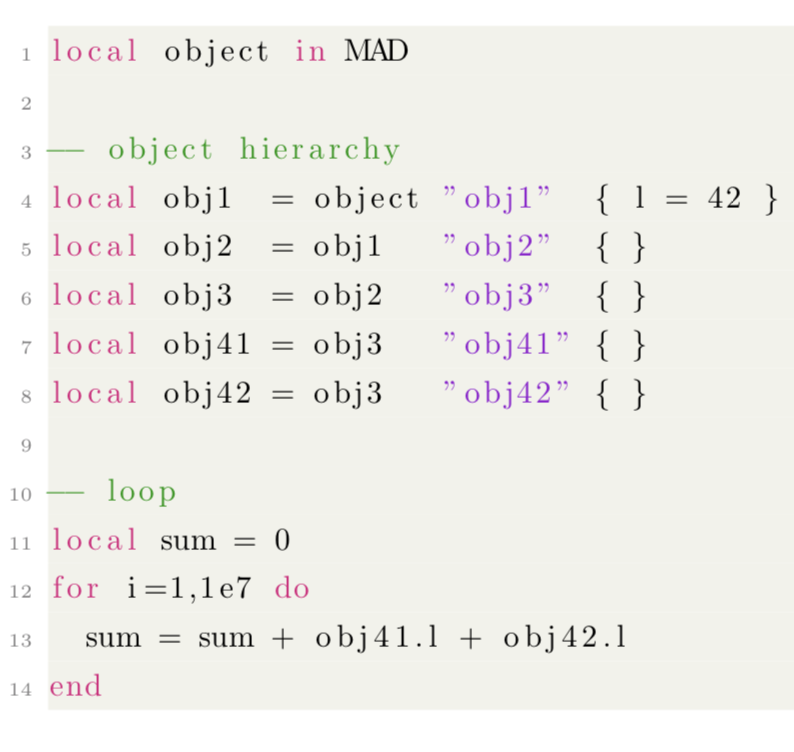 1 local object in MAD
2
3 -- object hierarchy
4 local obj1 = object "obj1" { l = 42 }
5 local obj2 = obj1 "obj2" { }
6 local obj3 = obj2 "obj3" { }
7 local obj41 = obj3 "obj41" { }
8 local obj42 = obj3 "obj42" { }
9
10 -- loop
11 local sum = 0
12 for i=1,1e7 do
13 sum = sum + obj41.l + obj42.l
14 end